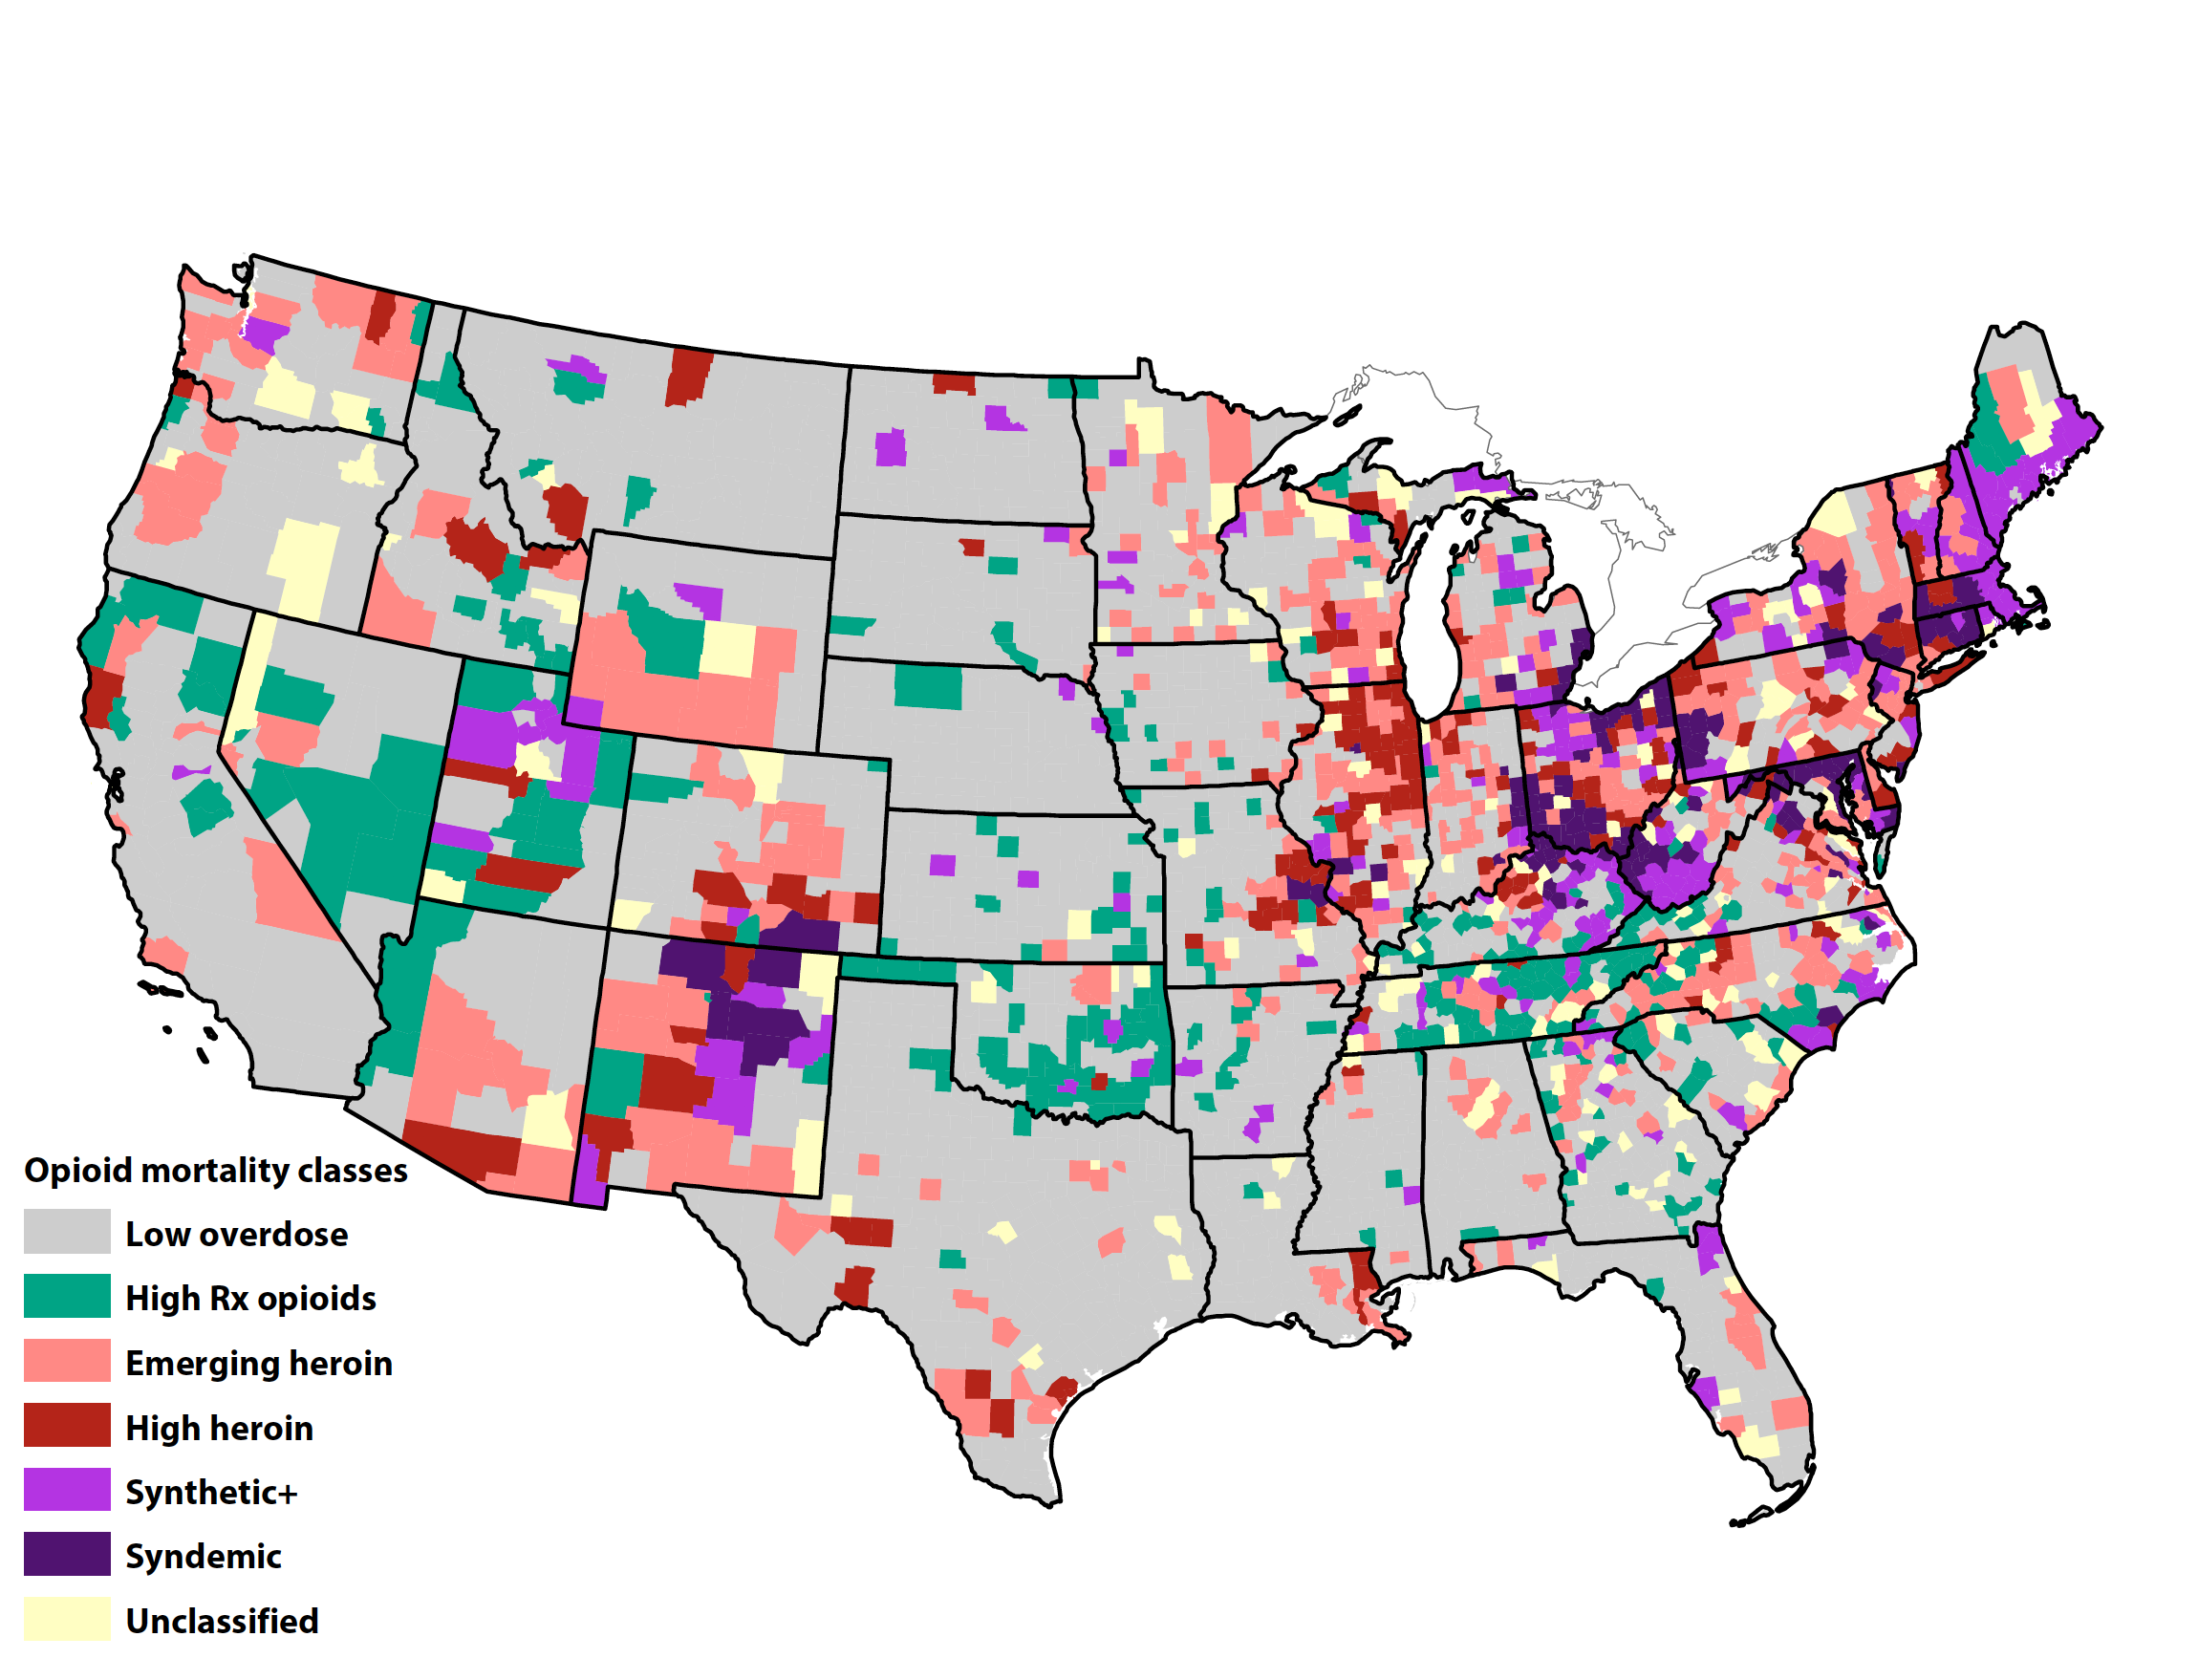 Opioid mortality classes
Low overdose
High Rx opioids
Emerging heroin
High heroin
Synthetic+
Syndemic
Unclassified